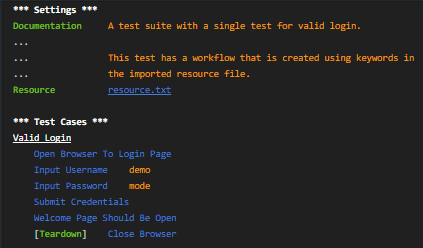 *** Settings ***
Documentation    A test suite with a single test for valid login.
...
...              This test has a workflow that is created using keywords in
...              the imported resource file.
Resource         resource.txt

*** Test Cases ***
Valid Login
    Open Browser To Login Page
    Input Username    demo
    Input Password    mode
    Submit Credentials
    Welcome Page Should Be Open
    [Teardown]    Close Browser